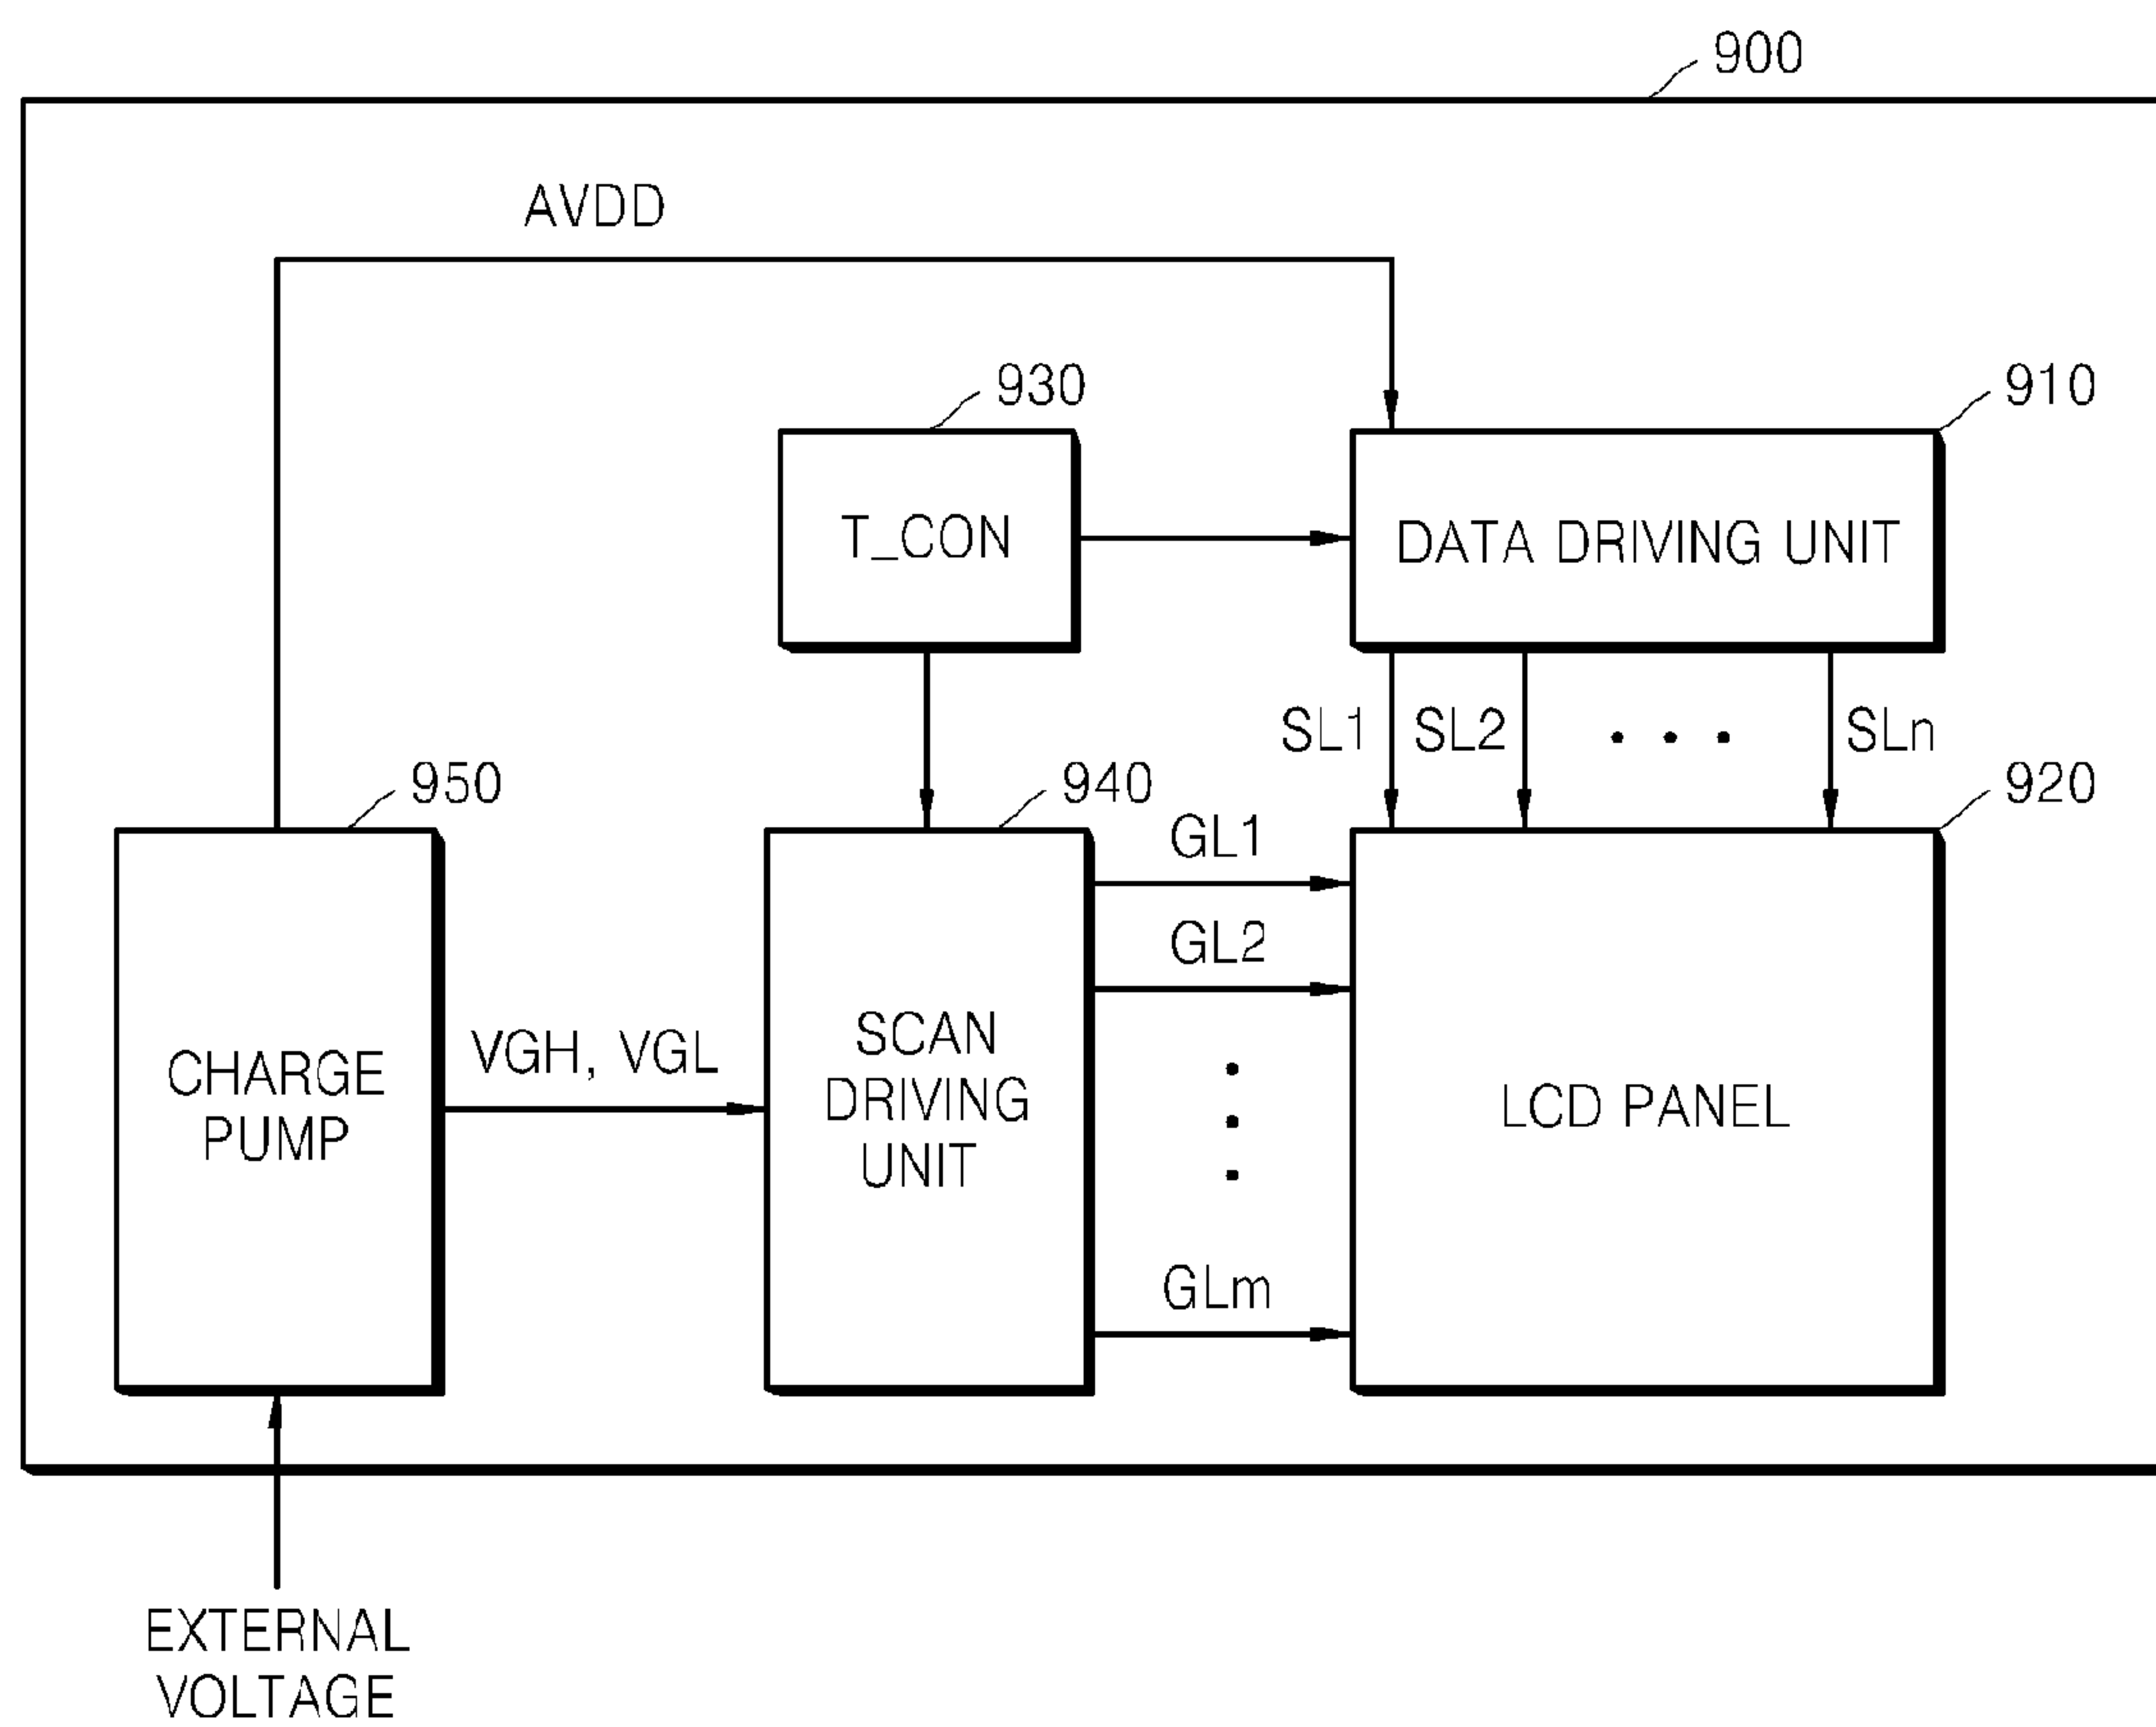 900
AVDD
930
910
T_CON
DATA DRIVING UNIT
SL1
SL2
SLn
950
940
920
GL1
GL2
CHARGE
PUMP
VGH, VGL
SCAN
DRIVING
UNIT
LCD PANEL
GLm
EXTERNAL
VOLTAGE